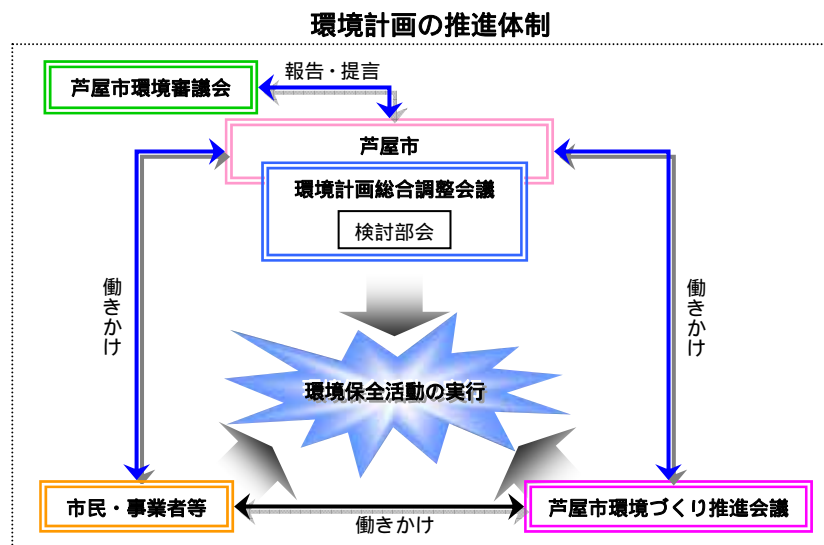 環境計画の推進体制
芦屋市環境審議会
報告・提言
芦屋市
環境計画総合調整会議
検討部会
働きかけ
働きかけ
環境保全活動の実行
市民・事業者等
働きかけ
芦屋市環境づくり推進会議